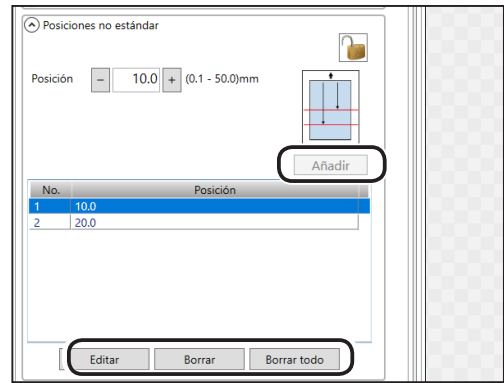 Posiciones no estándar
Posición − 10.0 + (0.1 - 50.0)mm
Añadir
No. Posición
1 10.0
2 20.0
Editar Borrar Borrar todo